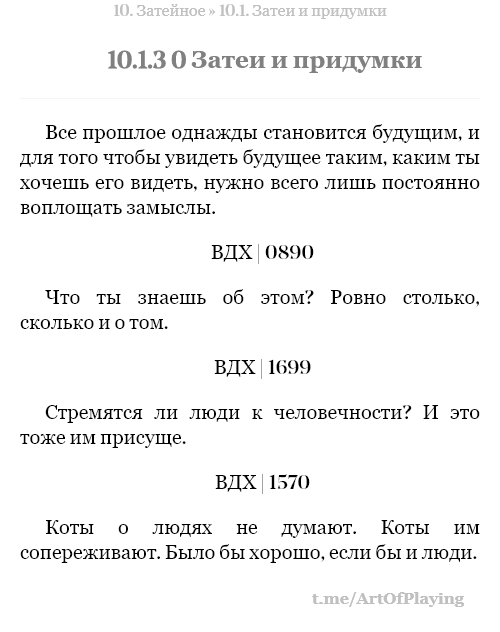 10. Затейное » 10.1. Затеи и придумки
10.1.3 0 Затеи и придумки
Все прошлое однажды становится будущим, и
для того чтобы увидеть будущее таким, каким ты
хочешь его видеть, нужно всего лишь постоянно
воплощать замыслы.
ВДХ | 0890
Что ты знаешь об этом? Ровно столько,
сколько и о том.
ВДХ | 1699
Стремятся ли люди к человечности? И это
тоже им присуще.
ВДХ | 1570
Коты о людях не думают. Коты им
сопереживают. Было бы хорошо, если бы и люди.
t.me/ArtOfPlaying